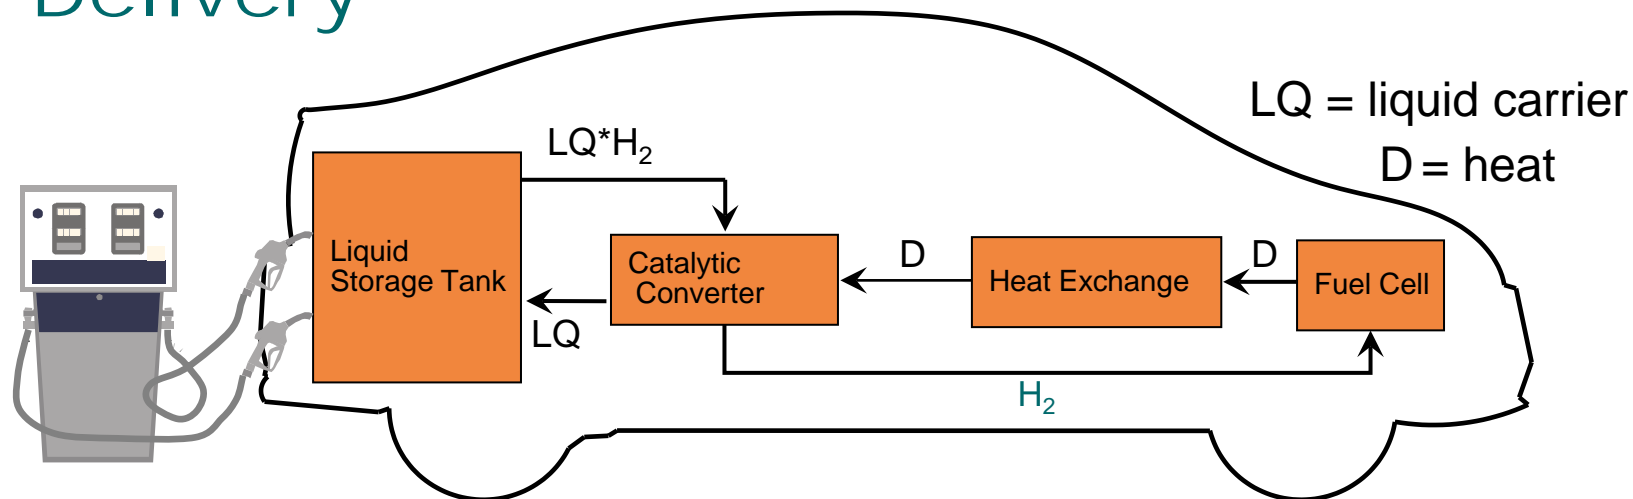 Delivery
LQ = liquid carrier
D = heat
LQ*H₂
Liquid
Storage Tank
Catalytic
Converter
D
Heat Exchange
D
Fuel Cell
LQ
H₂